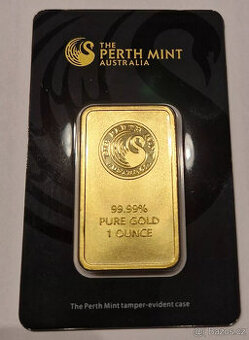 THE
PERTH MINT
AUSTRALIA
99.99%
PURE GOLD
1 OUNCE
The Perth Mint tamper-evident case